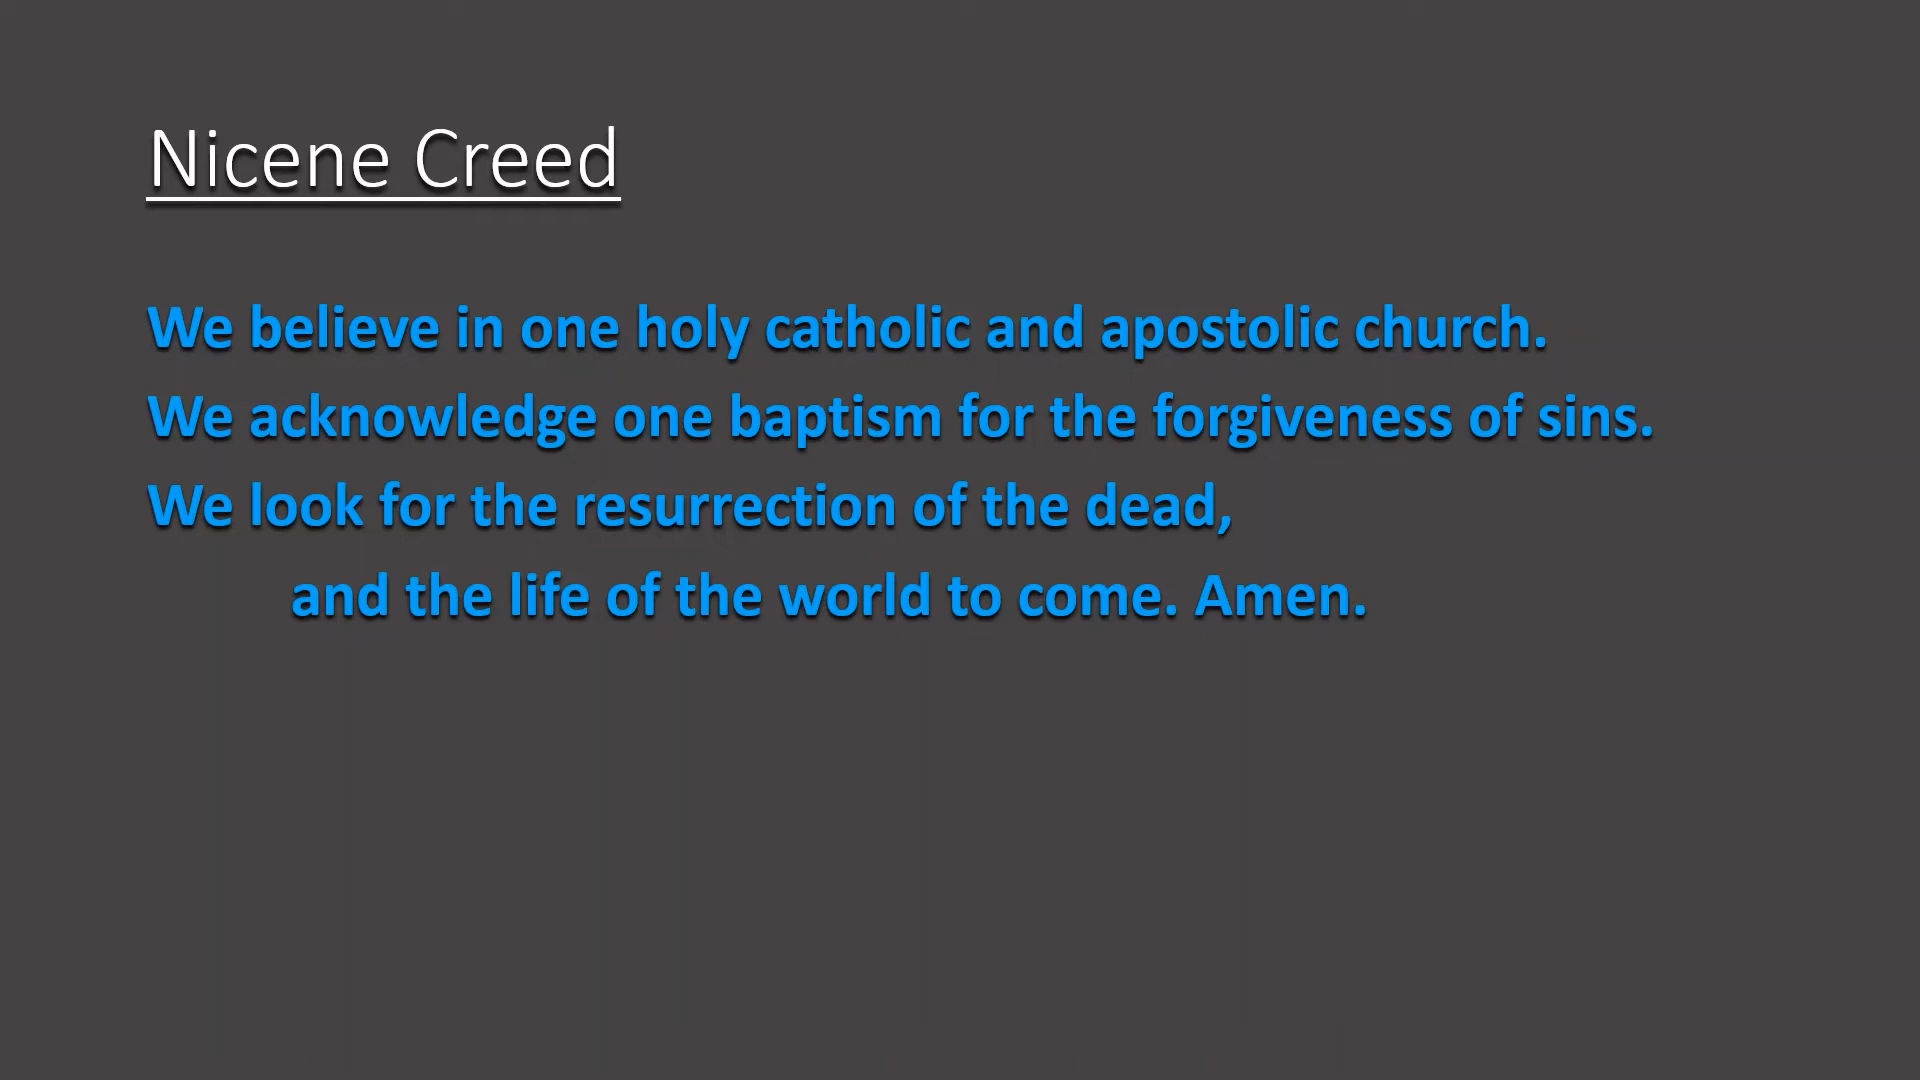 Nicene Creed
We believe in one holy catholic and apostolic church.
We acknowledge one baptism for the forgiveness of sins.
We look for the resurrection of the dead,
and the life of the world to come. Amen.